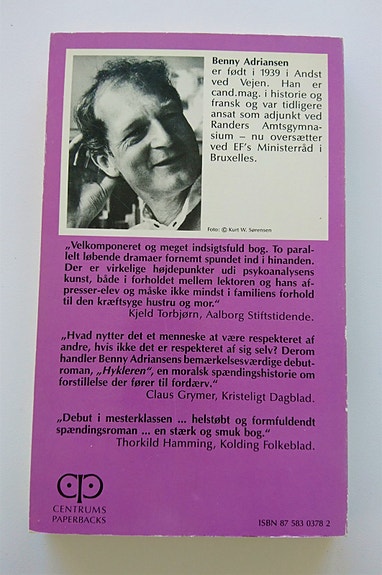 Benny Adriansen
er født i 1939 i Andst
ved Vejen. Han er
cand.mag. i historie og
fransk og var tidligere
ansat som adjunkt ved
Randers Amtsgymna-
sium – nu oversætter
ved EF's Ministerråd i
Bruxelles.
Foto: © Kurt W. Sørensen
„Velkomponeret og meget indsigtsfuld bog. To paral-
lelt løbende dramaer fornemt spundet ind i hinanden.
Der er virkelige højdepunkter udi psykoanalysens
kunst, både i forholdet mellem lektoren og hans af-
presser-elev og måske ikke mindst i familiens forhold
til den kræftsyge hustru og mor."
Kjeld Torbjørn, Aalborg Stiftstidende.
„Hvad nytter det et menneske at være respekteret af
andre, hvis ikke det er respekteret af sig selv? Derom
handler Benny Adriansens bemærkelsesværdige debut-
roman, „Hykleren", en moralsk spændingshistorie om
forstillelse der fører til fordærv."
Claus Grymer, Kristeligt Dagblad.
„Debut i mesterklassen ... helstøbt og formfuldendt
spændingsroman ... en stærk og smuk bog."
Thorkild Hamming, Kolding Folkeblad.
CENTRUMS
PAPERBACKS
ISBN 87 583 0378 2